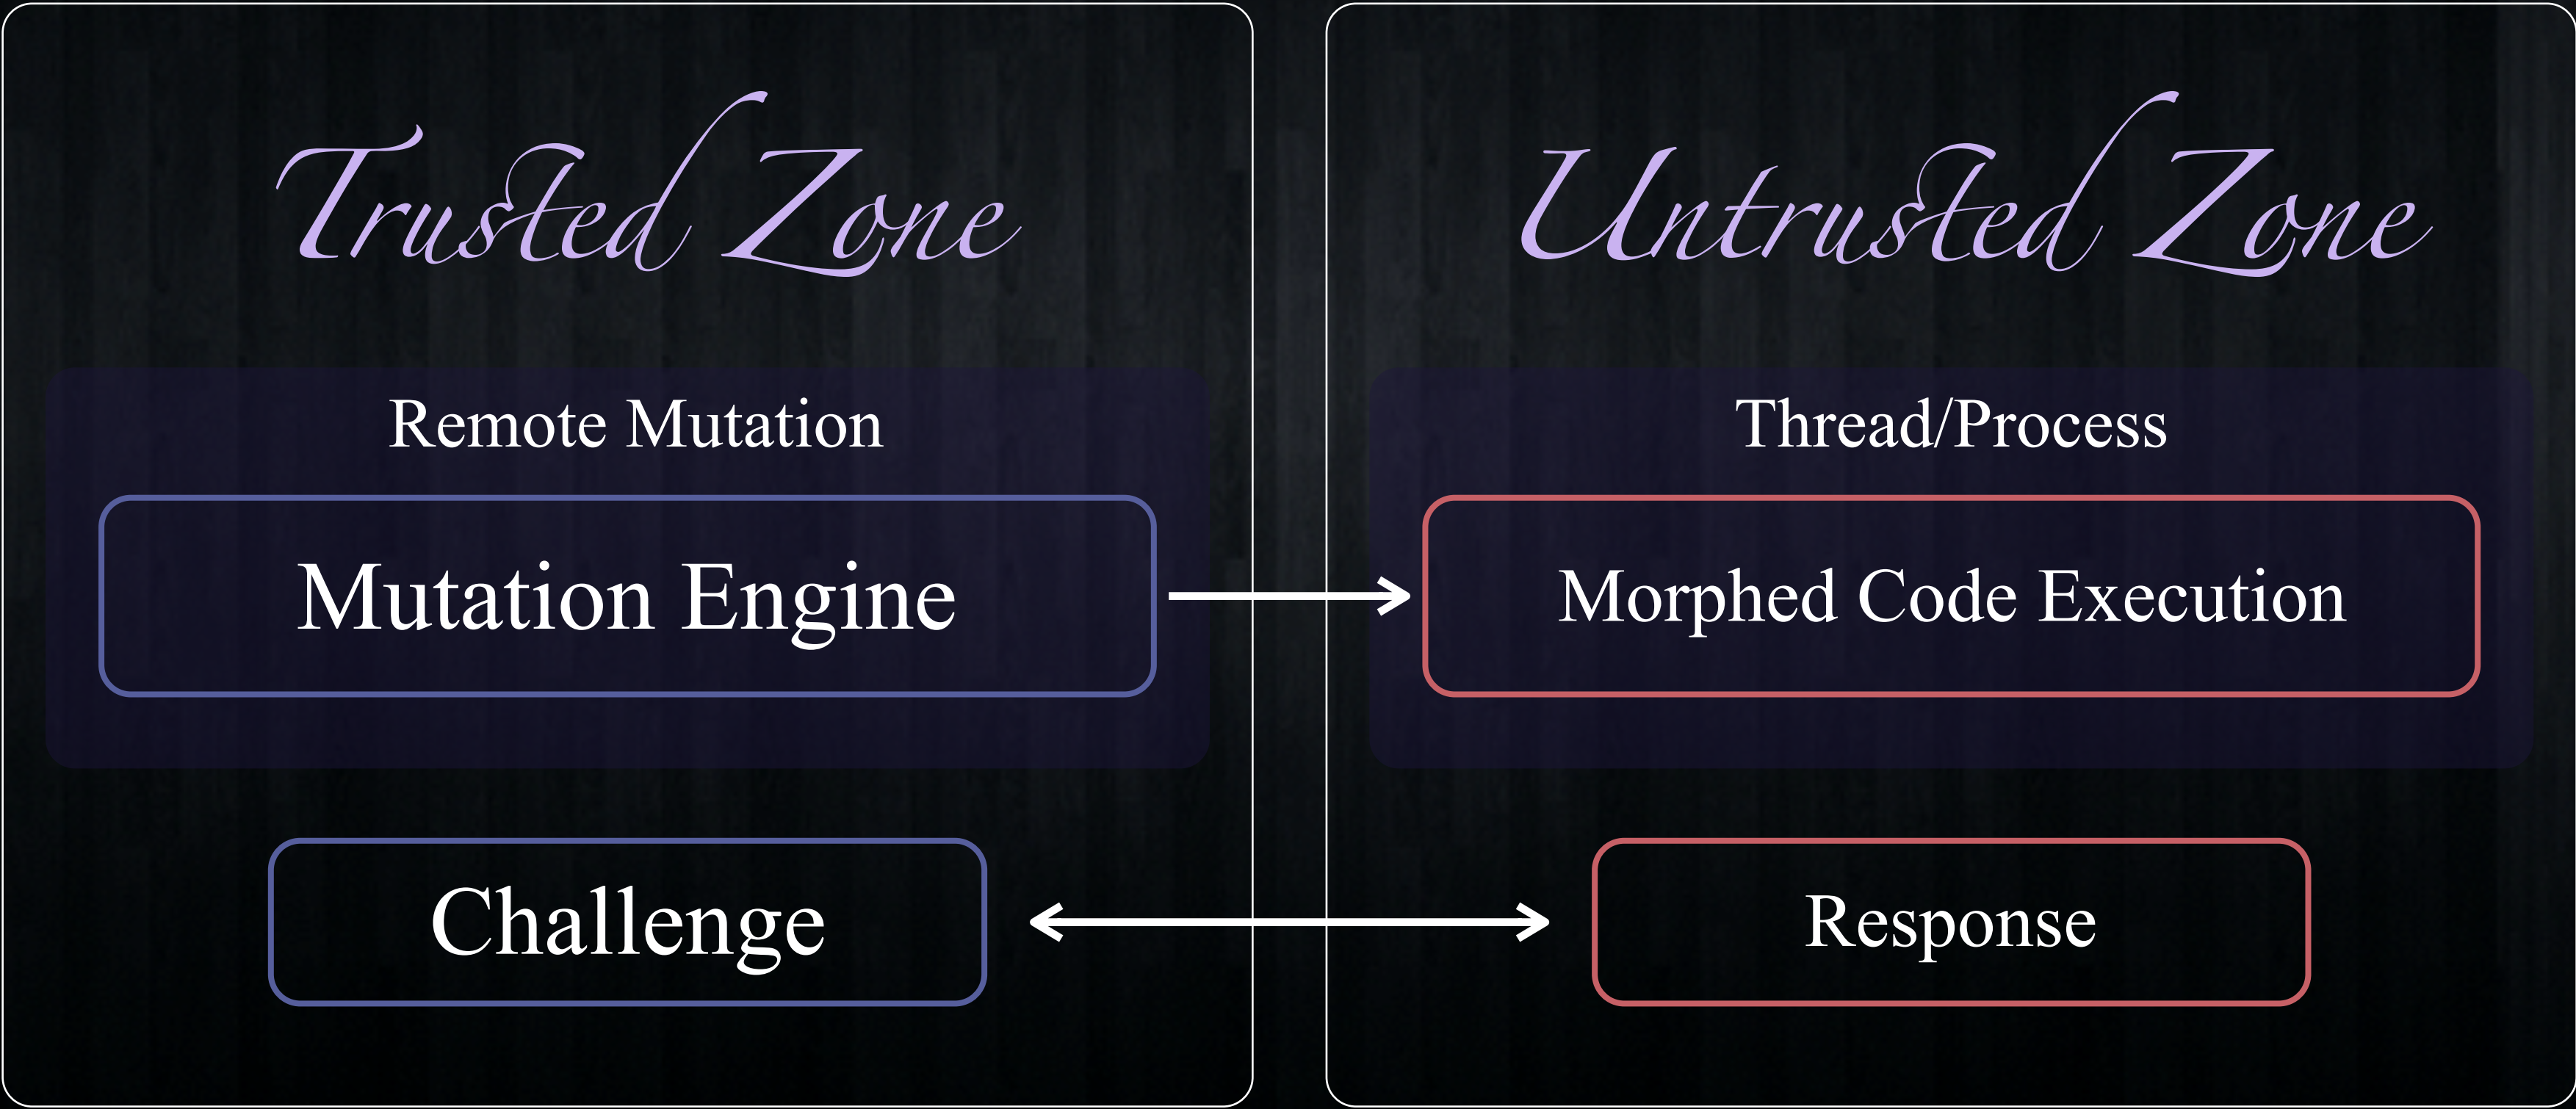 Trusted Zone
Remote Mutation
Mutation Engine
Challenge
Untrusted Zone
Thread/Process
Morphed Code Execution
Response